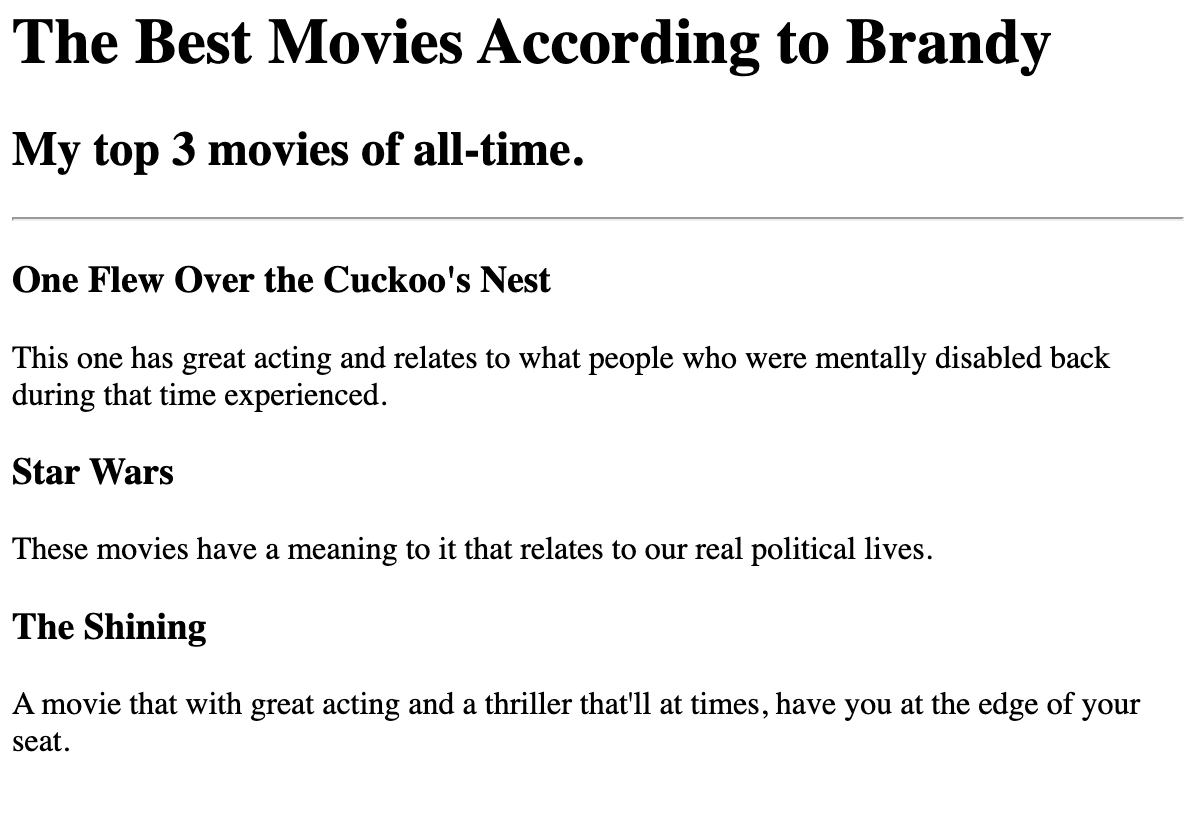 The Best Movies According to Brandy
My top 3 movies of all-time.
One Flew Over the Cuckoo's Nest
This one has great acting and relates to what people who were mentally disabled back
during that time experienced.
Star Wars
These movies have a meaning to it that relates to our real political lives.
The Shining
A movie that with great acting and a thriller that'll at times, have you at the edge of your
seat.